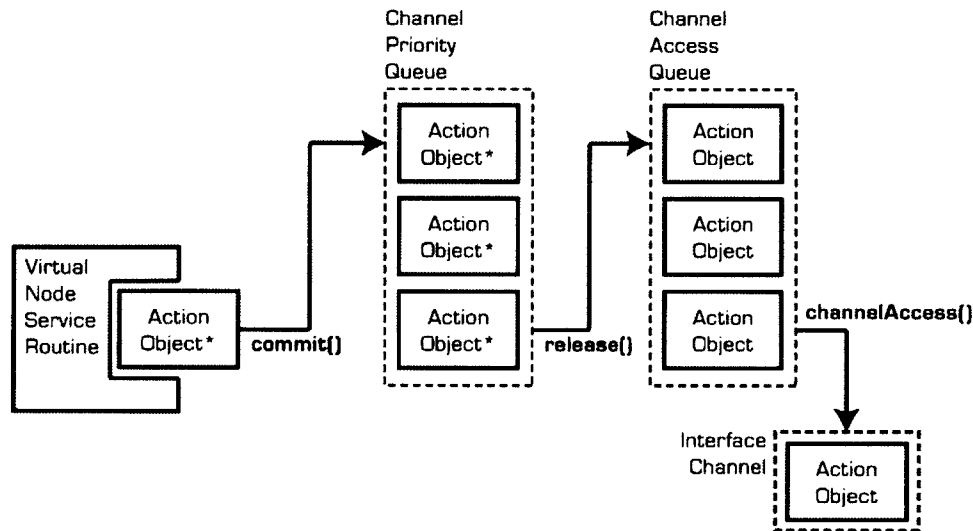 Channel
Priority
Queue
Channel
Access
Queue
Action
Object*
Action
Object*
Action
Object*
Action
Object
Action
Object
Action
Object
Virtual
Node
Service
Routine
Action
Object*
commit()
release()
channelAccess()
Interface
Channel
Action
Object